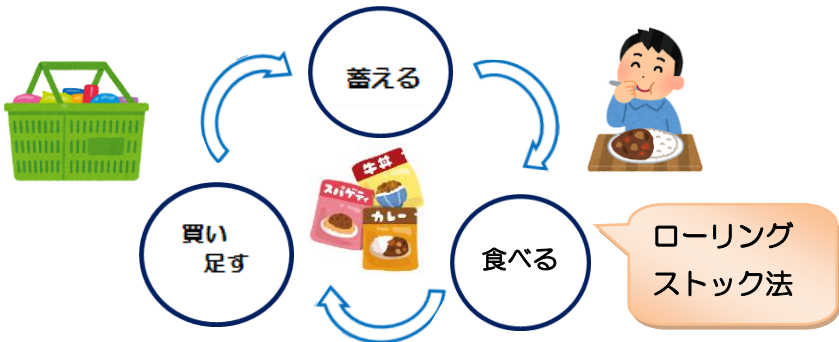 蓄える
牛丼
スパゲティ
カレー
買い
足す
食べる
ローリング
ストック法